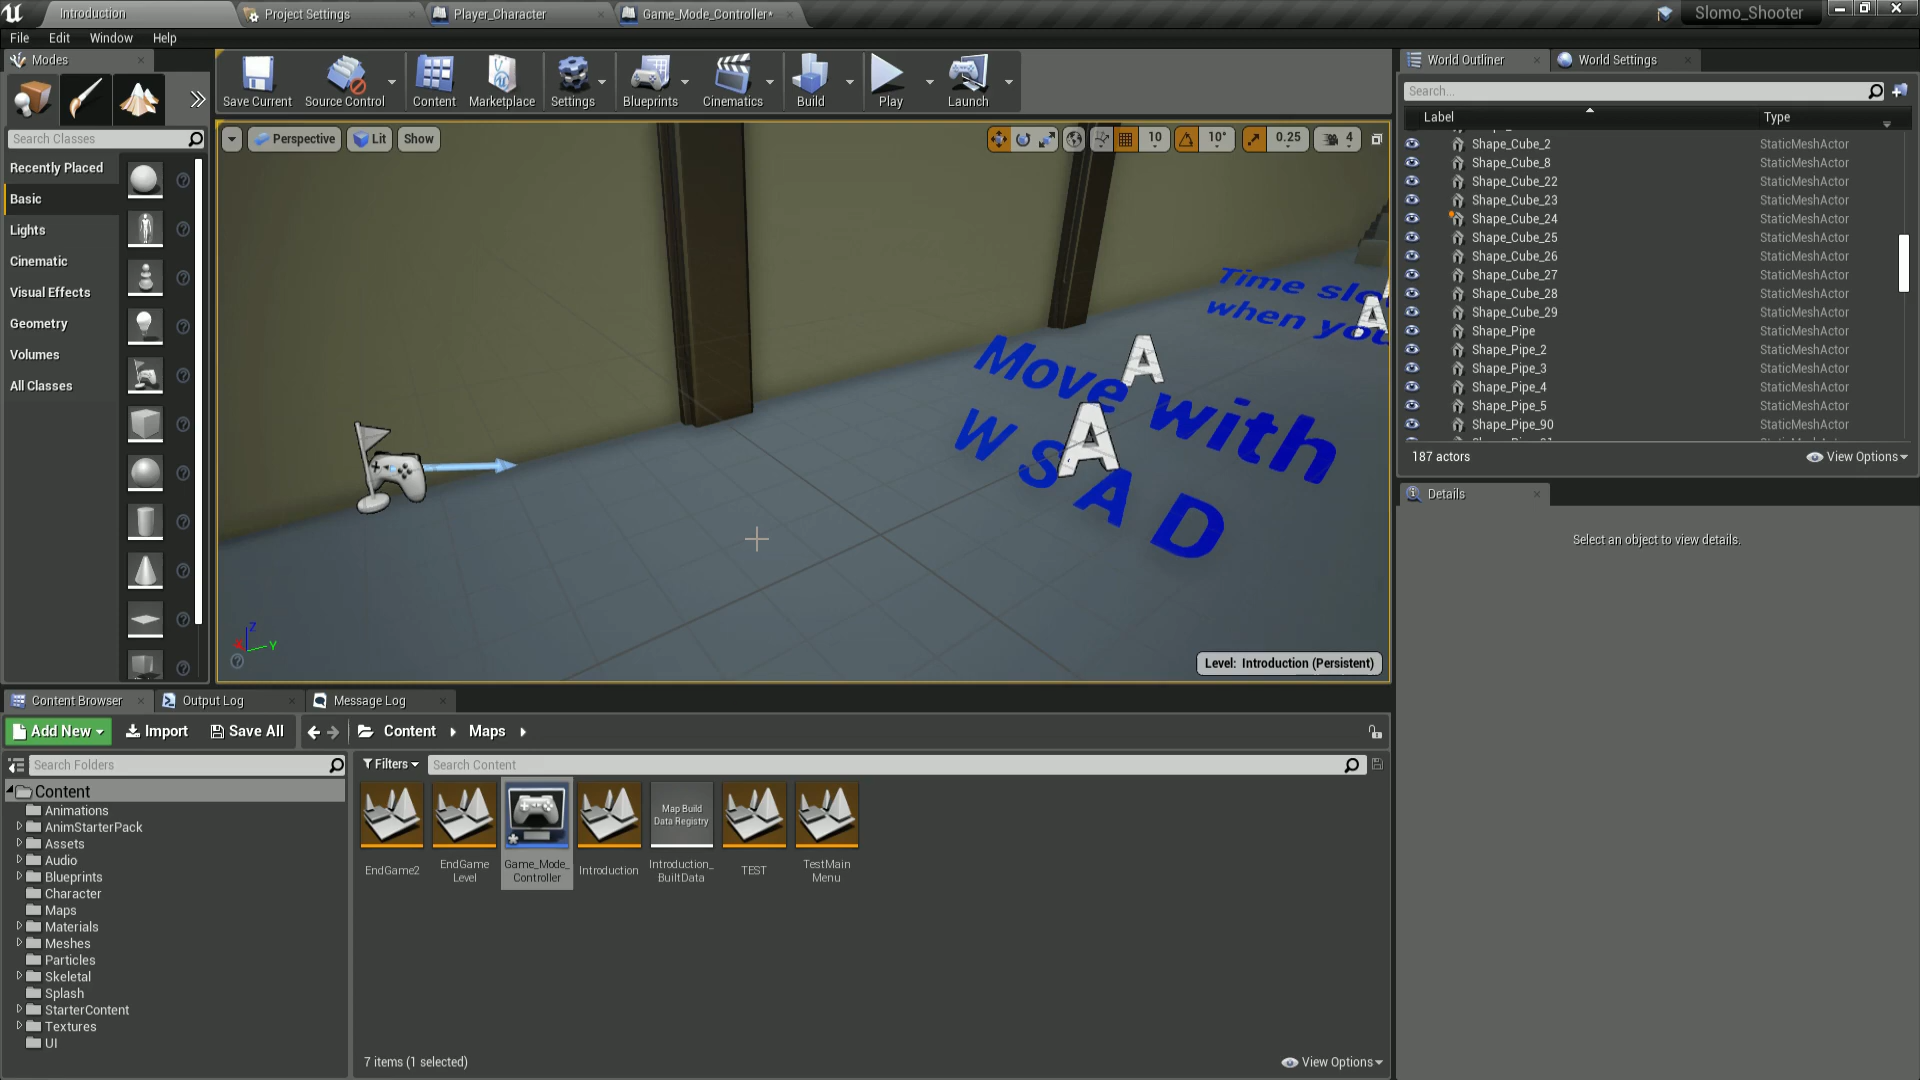 Introduction
Project Settings
Player_Character
Game_Mode_Controller*
Slomo_Shooter
File Edit Window Help
Modes
Search Classes
Recently Placed
Basic
Lights
Cinematic
Visual Effects
Geometry
Volumes
All Classes
Save Current
Source Control
Content
Marketplace
Settings
Blueprints
Cinematics
Build
Play
Launch
Perspective
Lit
Show
10
10°
0.25
4
Time slo
when you
Move with
W S A D
A
A
A
Z
Y
Level: Introduction (Persistent)
World Outliner
World Settings
Search...
Label Type
Shape_Cube_2 StaticMeshActor
Shape_Cube_8 StaticMeshActor
Shape_Cube_22 StaticMeshActor
Shape_Cube_23 StaticMeshActor
Shape_Cube_24 StaticMeshActor
Shape_Cube_25 StaticMeshActor
Shape_Cube_26 StaticMeshActor
Shape_Cube_27 StaticMeshActor
Shape_Cube_28 StaticMeshActor
Shape_Cube_29 StaticMeshActor
Shape_Pipe StaticMeshActor
Shape_Pipe_2 StaticMeshActor
Shape_Pipe_3 StaticMeshActor
Shape_Pipe_4 StaticMeshActor
Shape_Pipe_5 StaticMeshActor
Shape_Pipe_90 StaticMeshActor
187 actors
View Options
Details
Select an object to view details.
Content Browser
Output Log
Message Log
Add New
Import
Save All
Content
Maps
Search Folders
Content
Animations
AnimStarterPack
Assets
Audio
Blueprints
Character
Maps
Materials
Meshes
Particles
Skeletal
Splash
StarterContent
Textures
UI
Filters
Search Content
EndGame2
EndGame
Level
Game_Mode_
Controller
Introduction
Map Build
Data Registry
Introduction_
BuiltData
TEST
TestMain
Menu
7 items (1 selected)
View Options